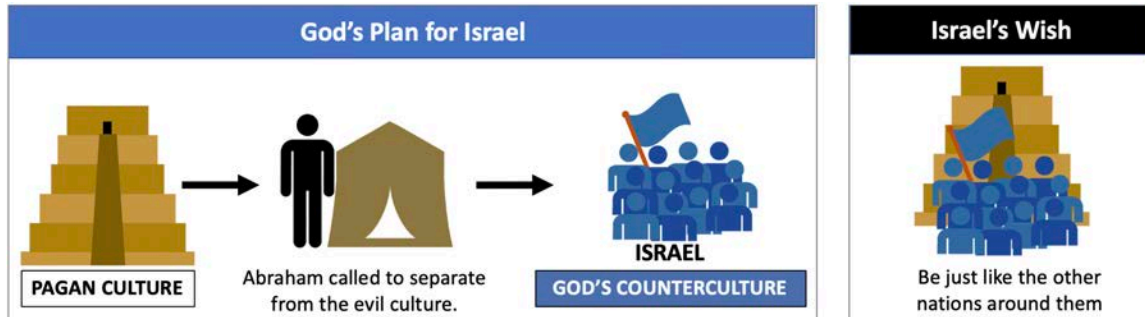 God's Plan for Israel
PAGAN CULTURE
Abraham called to separate
from the evil culture.
ISRAEL
GOD'S COUNTERCULTURE
Israel's Wish
Be just like the other
nations around them